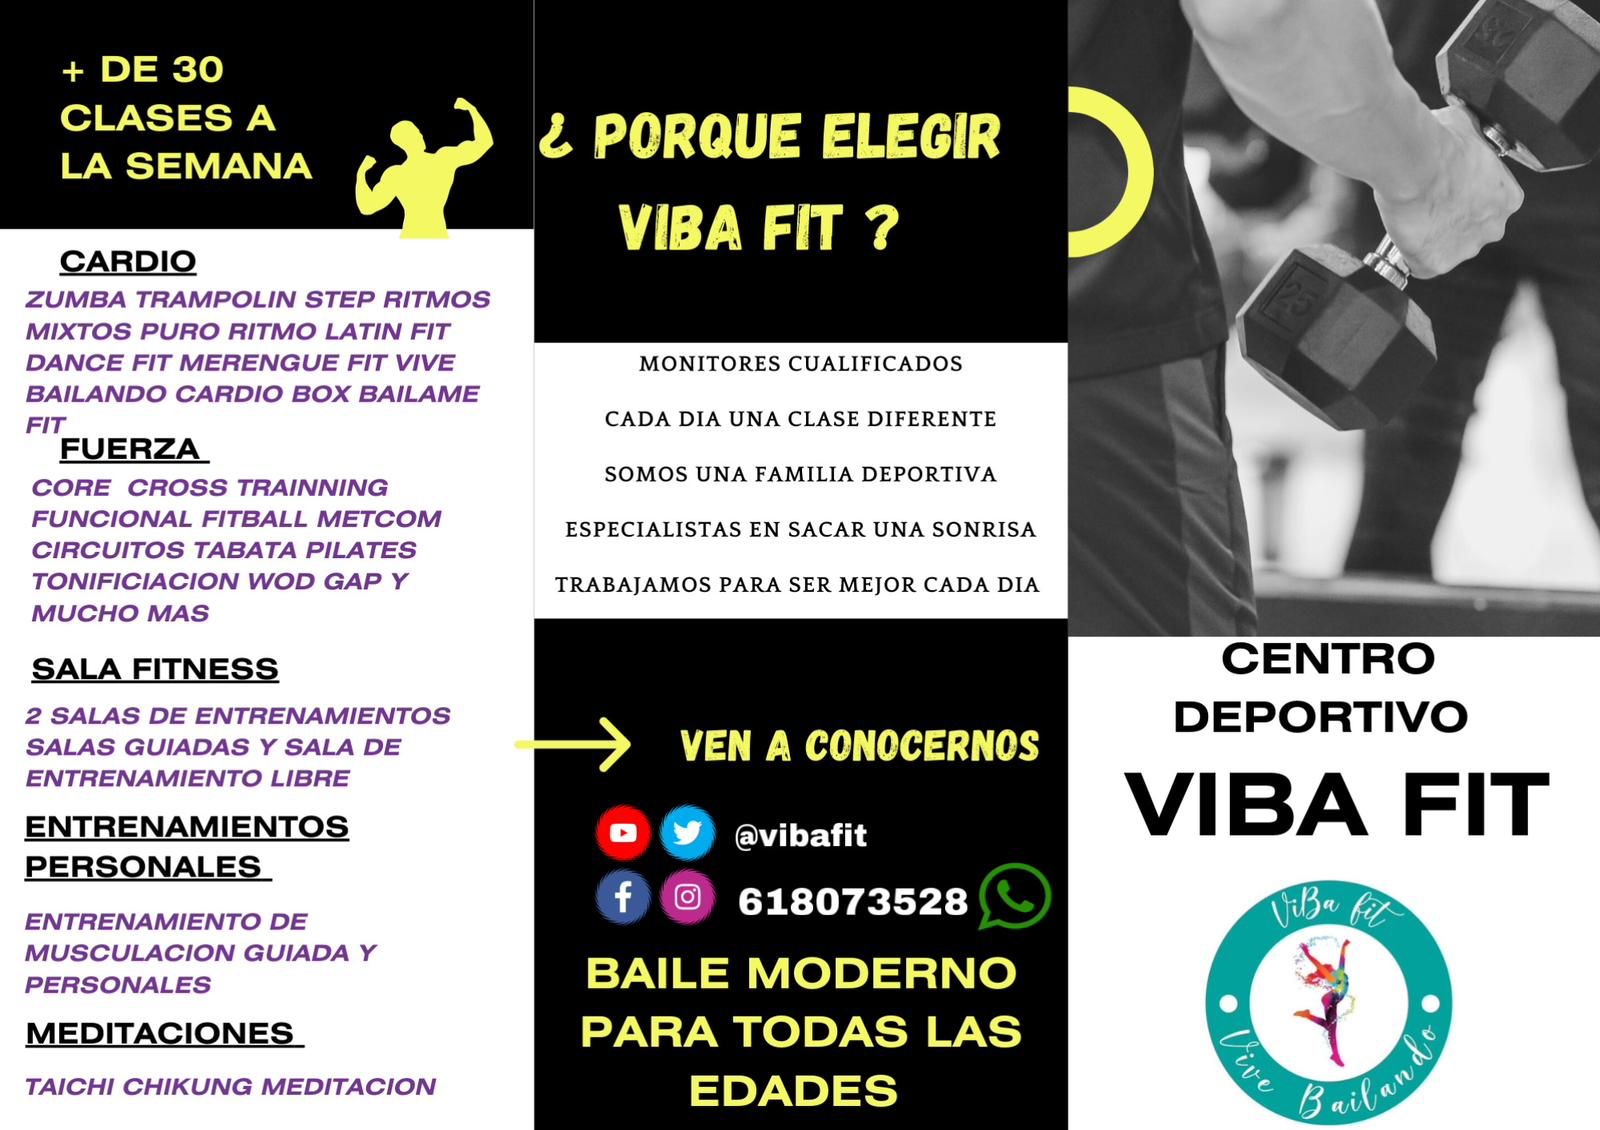 + DE 30
CLASES A
LA SEMANA
CARDIO
ZUMBA TRAMPOLIN STEP RITMOS
MIXTOS PURO RITMO LATIN FIT
DANCE FIT MERENGUE FIT VIVE
BAILANDO CARDIO BOX BAILAME
FIT
FUERZA
CORE CROSS TRAINNING
FUNCIONAL FITBALL METCOM
CIRCUITOS TABATA PILATES
TONIFICIACION WOD GAP Y
MUCHO MAS
SALA FITNESS
2 SALAS DE ENTRENAMIENTOS
SALAS GUIADAS Y SALA DE
ENTRENAMIENTO LIBRE
ENTRENAMIENTOS
PERSONALES
ENTRENAMIENTO DE
MUSCULACION GUIADA Y
PERSONALES
MEDITACIONES
TAICHI CHIKUNG MEDITACION
¿ PORQUE ELEGIR
VIBA FIT ?
MONITORES CUALIFICADOS
CADA DIA UNA CLASE DIFERENTE
SOMOS UNA FAMILIA DEPORTIVA
ESPECIALISTAS EN SACAR UNA SONRISA
TRABAJAMOS PARA SER MEJOR CADA DIA
VEN A CONOCERNOS
@vibafit
618073528
BAILE MODERNO
PARA TODAS LAS
EDADES
25
CENTRO
DEPORTIVO
VIBA FIT
ViBa fit
Vive Bailando